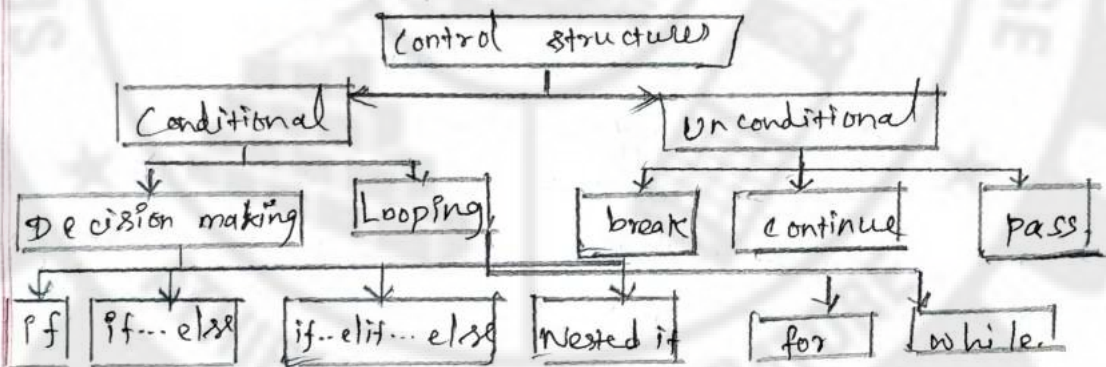 Control structures
Conditional
Unconditional
Decision making
Looping
break
continue
pass
if
if... else
if..elif... else
Nested if
for
while.